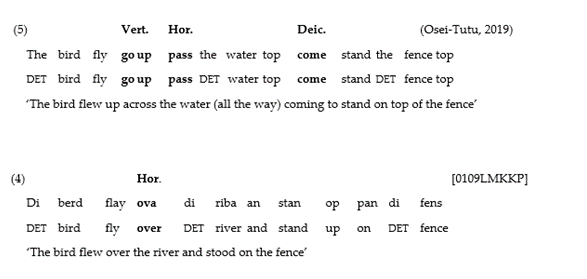 (5) Vert. Hor. Deic. (Osei-Tutu, 2019)
The bird fly go up pass the water top come stand the fence top
DET bird fly go up pass DET water top come stand DET fence top
‘The bird flew up across the water (all the way) coming to stand on top of the fence’
(4) Hor. [0109LMKKP]
Di berd flay ova di riba an stan op pan di fens
DET bird fly over DET river and stand up on DET fence
‘The bird flew over the river and stood on the fence’